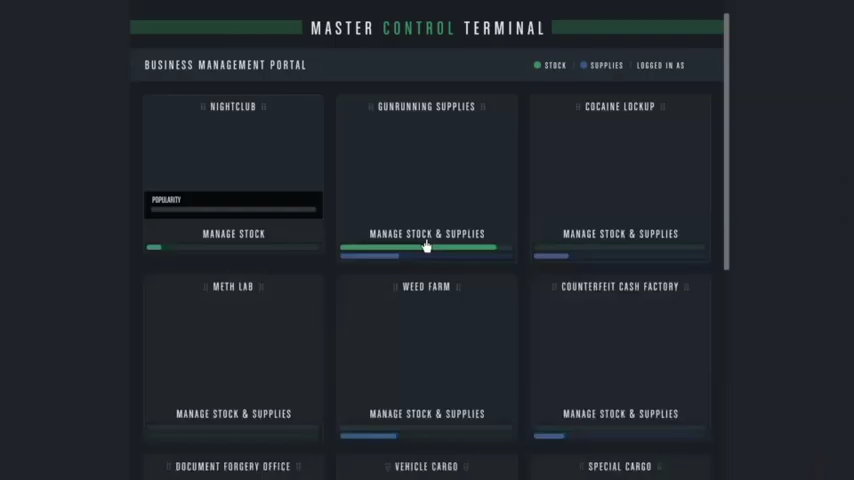 MASTER CONTROL TERMINAL
BUSINESS MANAGEMENT PORTAL
STOCK
SUPPLIES
LOGGED IN AS
NIGHTCLUB
GUNRUNNING SUPPLIES
COCAINE LOCKUP
POPULARITY
MANAGE STOCK
MANAGE STOCK & SUPPLIES
MANAGE STOCK & SUPPLIES
METH LAB
WEED FARM
COUNTERFEIT CASH FACTORY
MANAGE STOCK & SUPPLIES
MANAGE STOCK & SUPPLIES
MANAGE STOCK & SUPPLIES
DOCUMENT FORGERY OFFICE
VEHICLE CARGO
SPECIAL CARGO